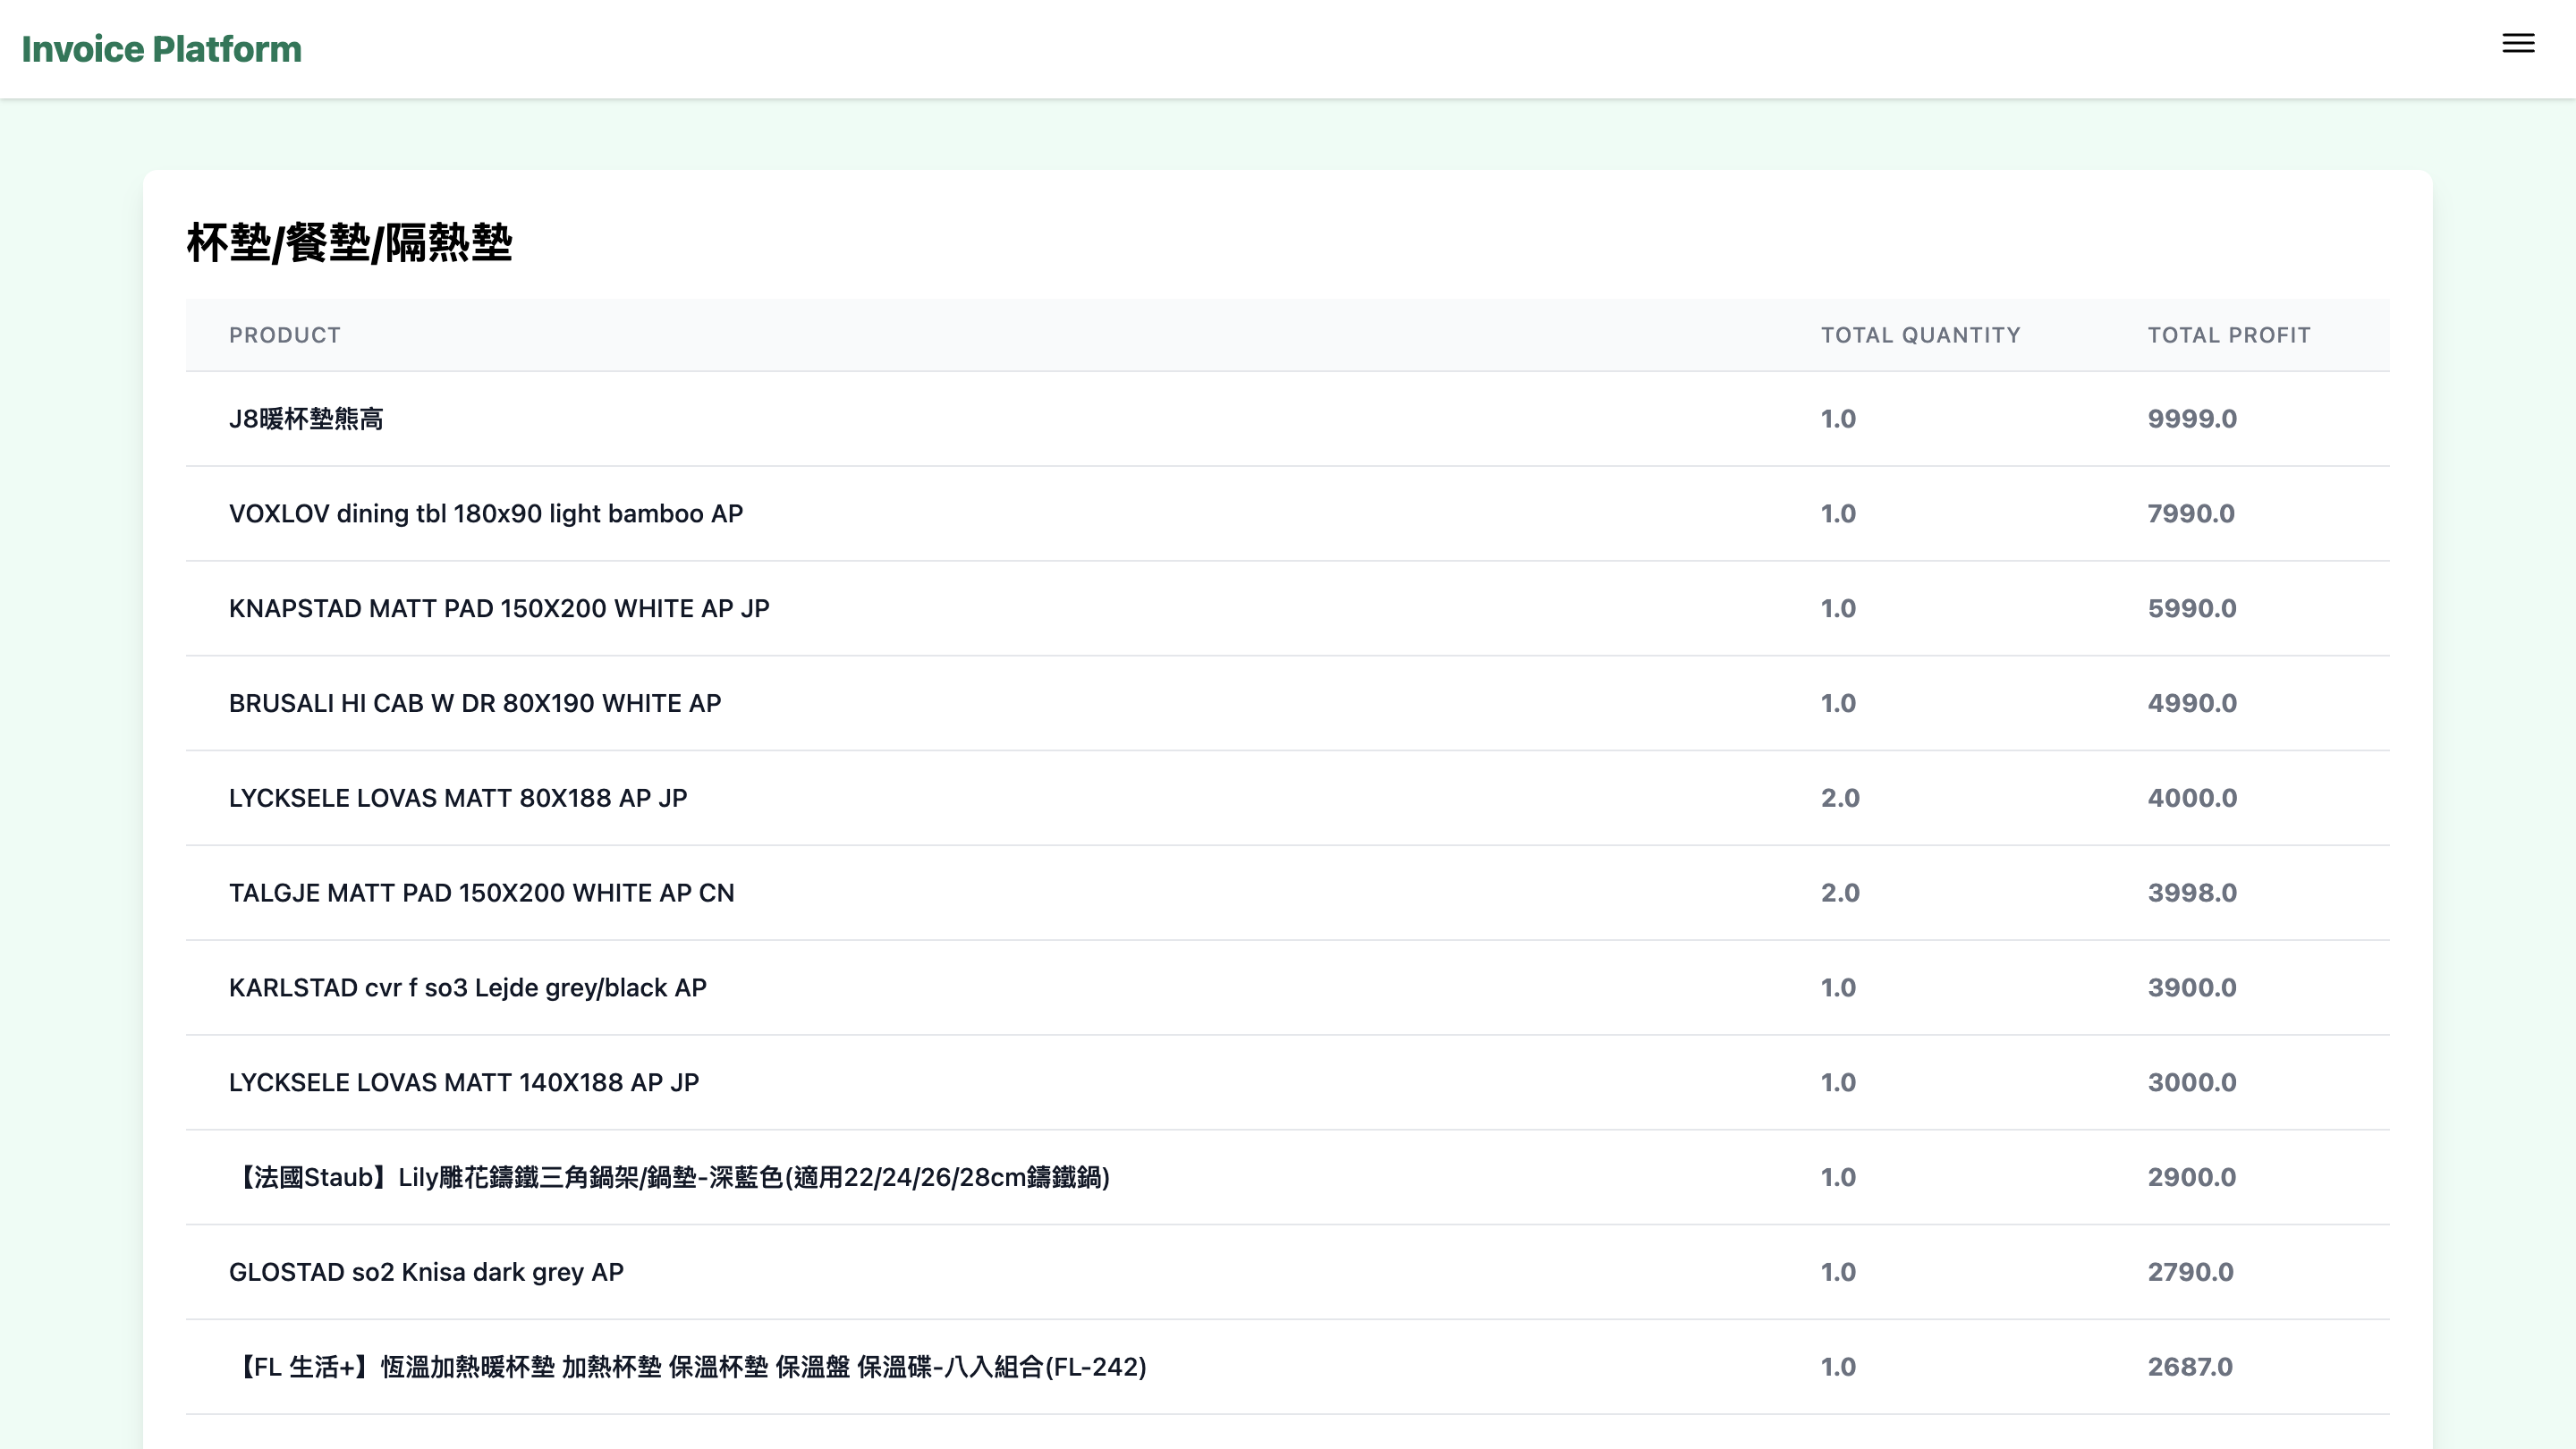 Invoice Platform
杯墊/餐墊/隔熱墊
PRODUCT TOTAL QUANTITY TOTAL PROFIT
J8暖杯墊熊高 1.0 9999.0
VOXLOV dining tbl 180x90 light bamboo AP 1.0 7990.0
KNAPSTAD MATT PAD 150X200 WHITE AP JP 1.0 5990.0
BRUSALI HI CAB W DR 80X190 WHITE AP 1.0 4990.0
LYCKSELE LOVAS MATT 80X188 AP JP 2.0 4000.0
TALGJE MATT PAD 150X200 WHITE AP CN 2.0 3998.0
KARLSTAD cvr f so3 Lejde grey/black AP 1.0 3900.0
LYCKSELE LOVAS MATT 140X188 AP JP 1.0 3000.0
【法國Staub】Lily雕花鑄鐵三角鍋架/鍋墊-深藍色(適用22/24/26/28cm鑄鐵鍋) 1.0 2900.0
GLOSTAD so2 Knisa dark grey AP 1.0 2790.0
【FL 生活+】恆溫加熱暖杯墊 加熱杯墊 保溫杯墊 保溫盤 保溫碟-八入組合(FL-242) 1.0 2687.0